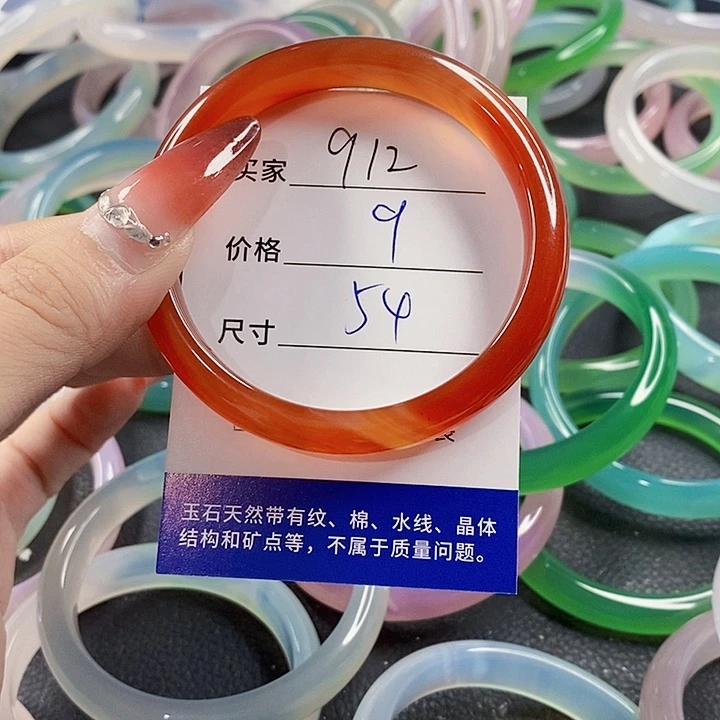 买家 912
价格 9
尺寸 54
玉石天然带有纹、棉、水线、晶体
结构和矿点等，不属于质量问题。